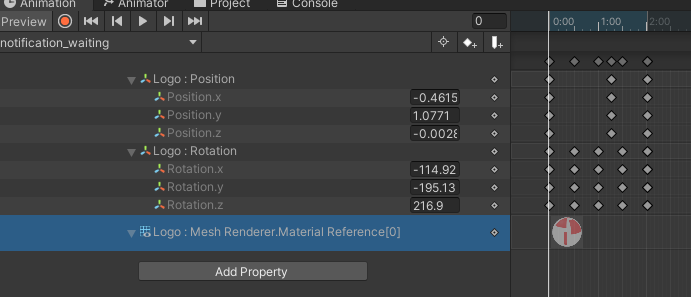 Animation Animator Project Console
Preview 0 0:00 1:00 2:00
notification_waiting
Logo : Position
Position.x -0.4615
Position.y 1.0771
Position.z -0.0028
Logo : Rotation
Rotation.x -114.92
Rotation.y -195.13
Rotation.z 216.9
Logo : Mesh Renderer.Material Reference[0]
Add Property